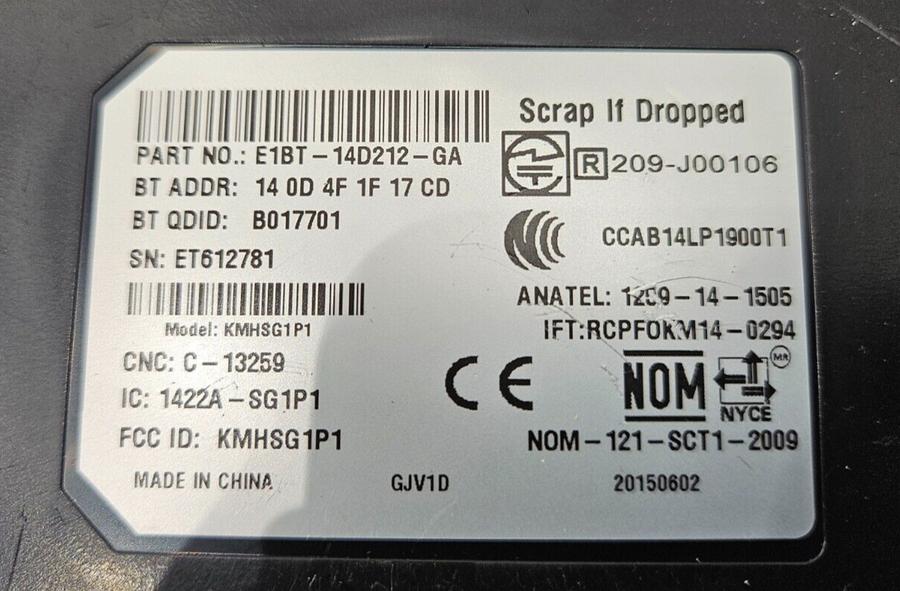 Scrap If Dropped
PART NO.: E1BT-14D212-GA
R 209-J00106
BT ADDR: 14 0D 4F 1F 17 CD
BT QDID: B017701
CCAB14LP1900T1
SN: ET612781
ANATEL: 1209-14-1505
Model: KMHSG1P1
IFT:RCPFOKM14-0294
CNC: C-13259
CE
NOM
MR
NYCE
IC: 1422A-SG1P1
FCC ID: KMHSG1P1
NOM-121-SCT1-2009
MADE IN CHINA
GJV1D
20150602